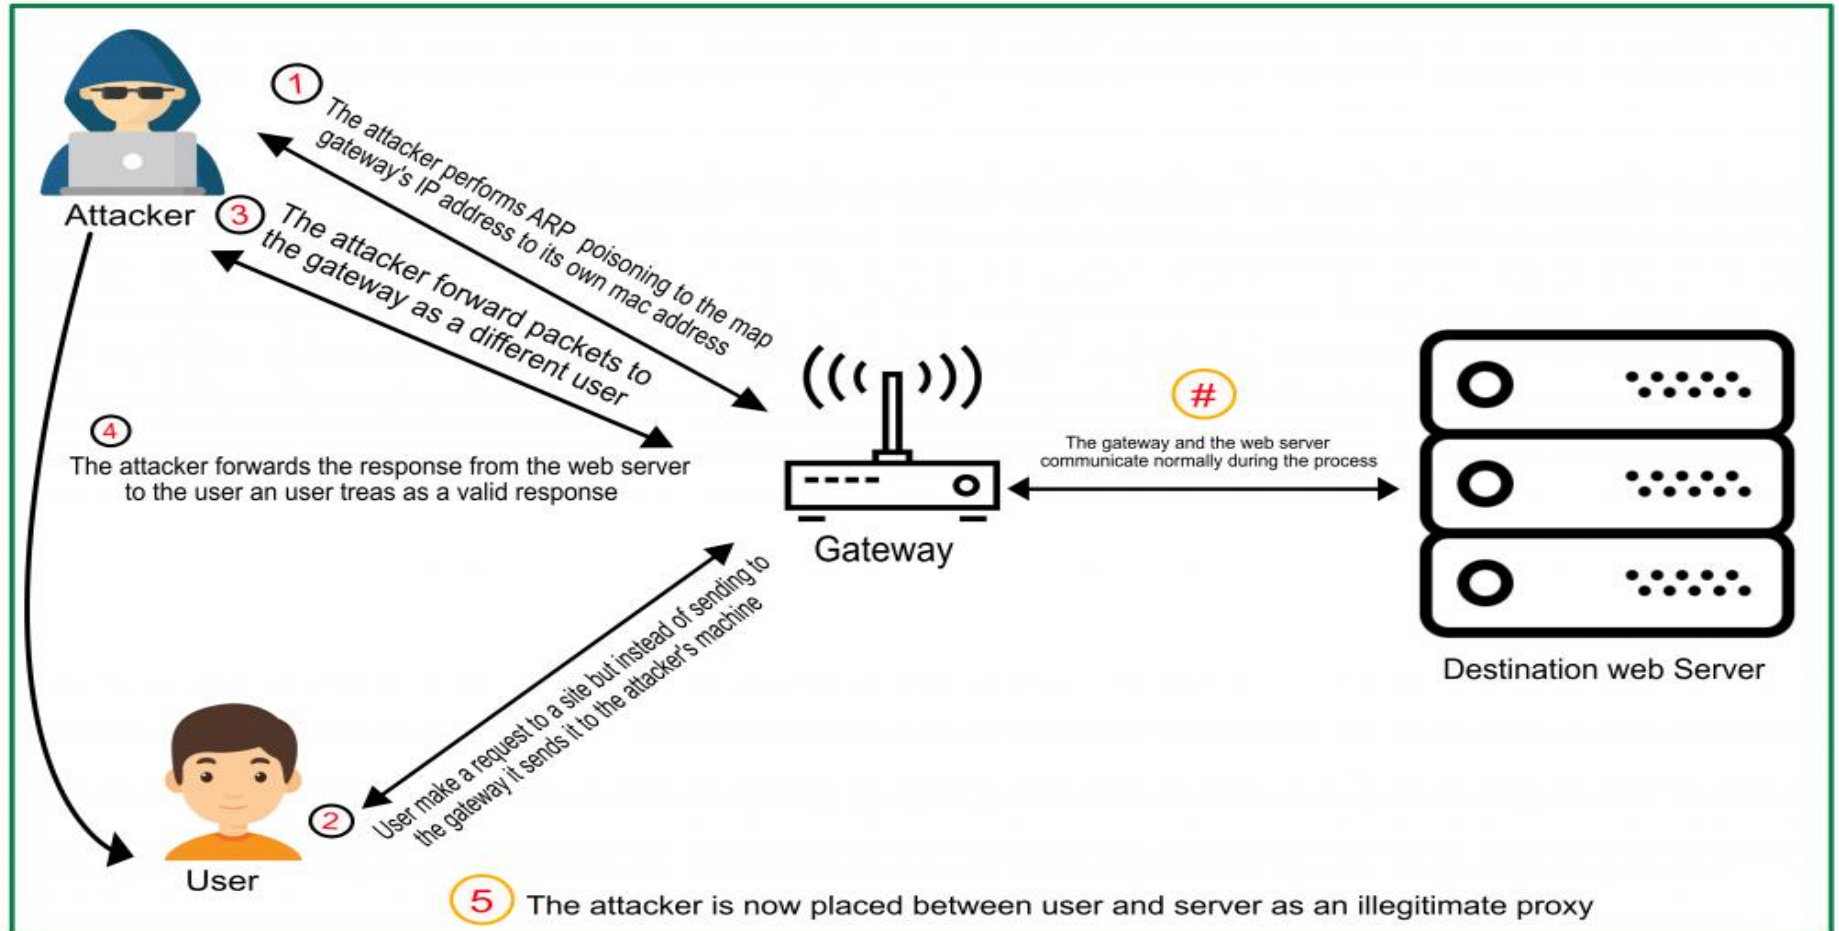 1
The attacker performs ARP poisoning to the map
gateway's IP address to its own mac address
Attacker
3
The attacker forward packets to
the gateway as a different user
4
The attacker forwards the response from the web server
to the user an user treas as a valid response
#
The gateway and the web server
communicate normally during the process
Gateway
Destination web Server
2
User make a request to a site but instead of sending to
the gateway it sends it to the attacker's machine
User
5
The attacker is now placed between user and server as an illegitimate proxy